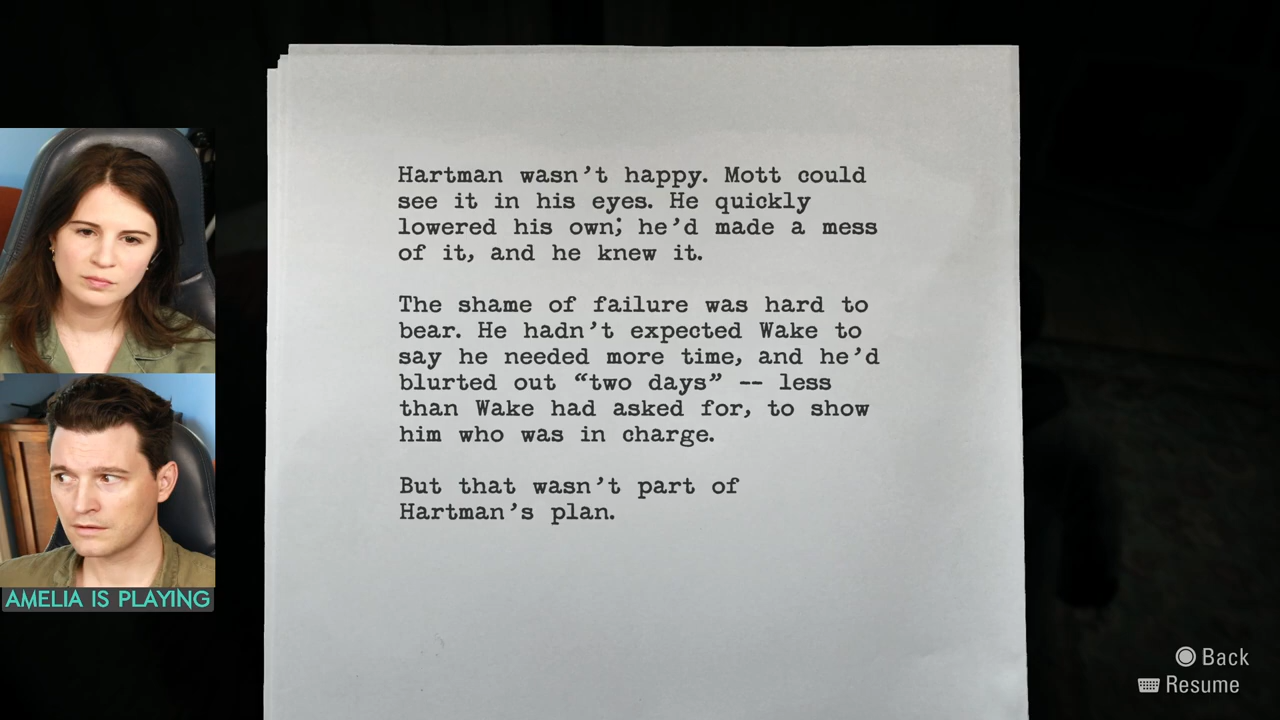 Hartman wasn't happy. Mott could
see it in his eyes. He quickly
lowered his own; he'd made a mess
of it, and he knew it.
The shame of failure was hard to
bear. He hadn't expected Wake to
say he needed more time, and he'd
blurted out “two days” -- less
than Wake had asked for, to show
him who was in charge.
But that wasn't part of
Hartman's plan.
AMELIA IS PLAYING
Back
Resume